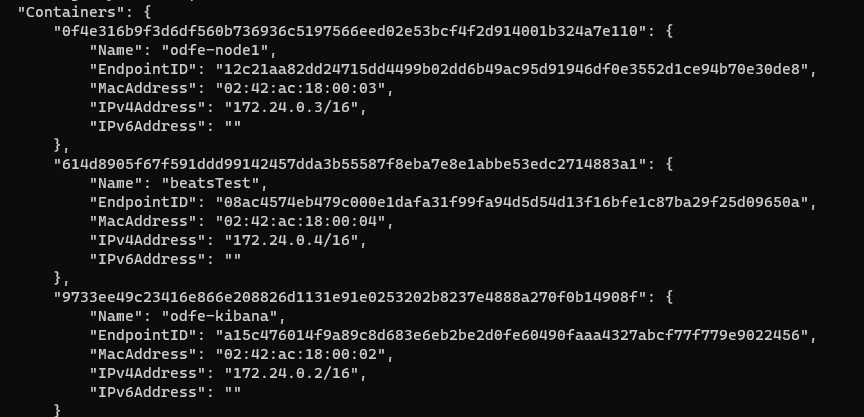 "Containers": {
"0f4e316b9f3d6df560b736936c5197566eed02e53bcf4f2d914001b324a7e110": {
"Name": "odfe-node1",
"EndpointID": "12c21aa82dd24715dd4499b02dd6b49ac95d91946df0e3552d1ce94b70e30de8",
"MacAddress": "02:42:ac:18:00:03",
"IPv4Address": "172.24.0.3/16",
"IPv6Address": ""
},
"614d8905f67f591ddd99142457dda3b55587f8eba7e8e1abbe53edc2714883a1": {
"Name": "beatsTest",
"EndpointID": "08ac4574eb479c000e1dafa31f99fa94d5d54d13f16bfe1c87ba29f25d09650a",
"MacAddress": "02:42:ac:18:00:04",
"IPv4Address": "172.24.0.4/16",
"IPv6Address": ""
},
"9733ee49c23416e866e208826d1131e91e0253202b8237e4888a270f0b14908f": {
"Name": "odfe-kibana",
"EndpointID": "a15c476014f9a89c8d683e6eb2be2d0fe60490faaa4327abcf77f779e9022456",
"MacAddress": "02:42:ac:18:00:02",
"IPv4Address": "172.24.0.2/16",
"IPv6Address": ""
}